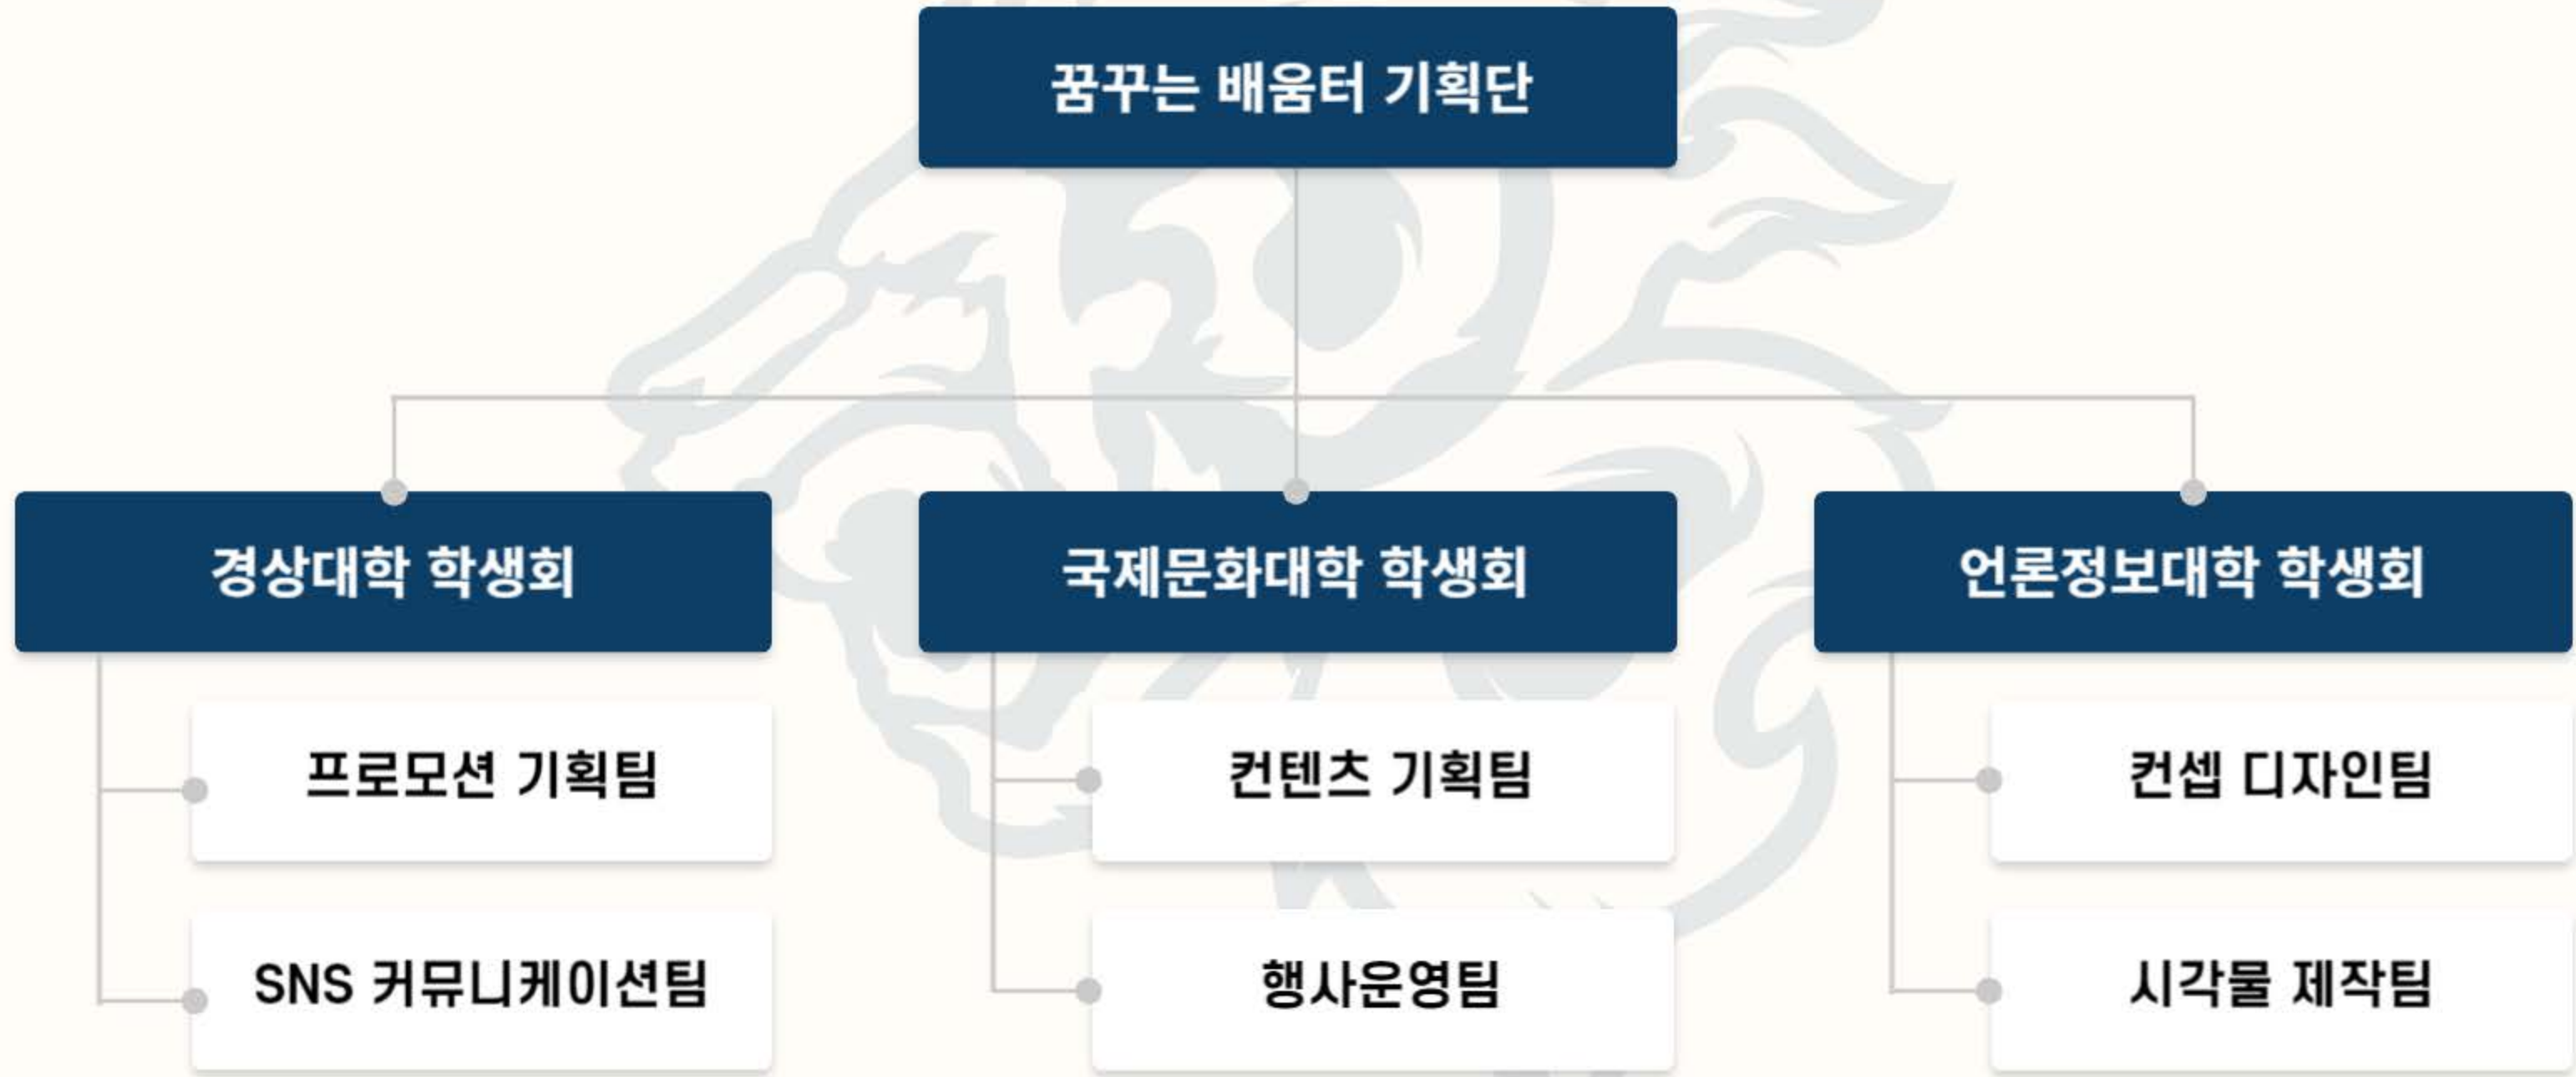 꿈꾸는 배움터 기획단
경상대학 학생회
국제문화대학 학생회
언론정보대학 학생회
프로모션 기획팀
컨텐츠 기획팀
컨셉 디자인팀
SNS 커뮤니케이션팀
행사운영팀
시각물 제작팀